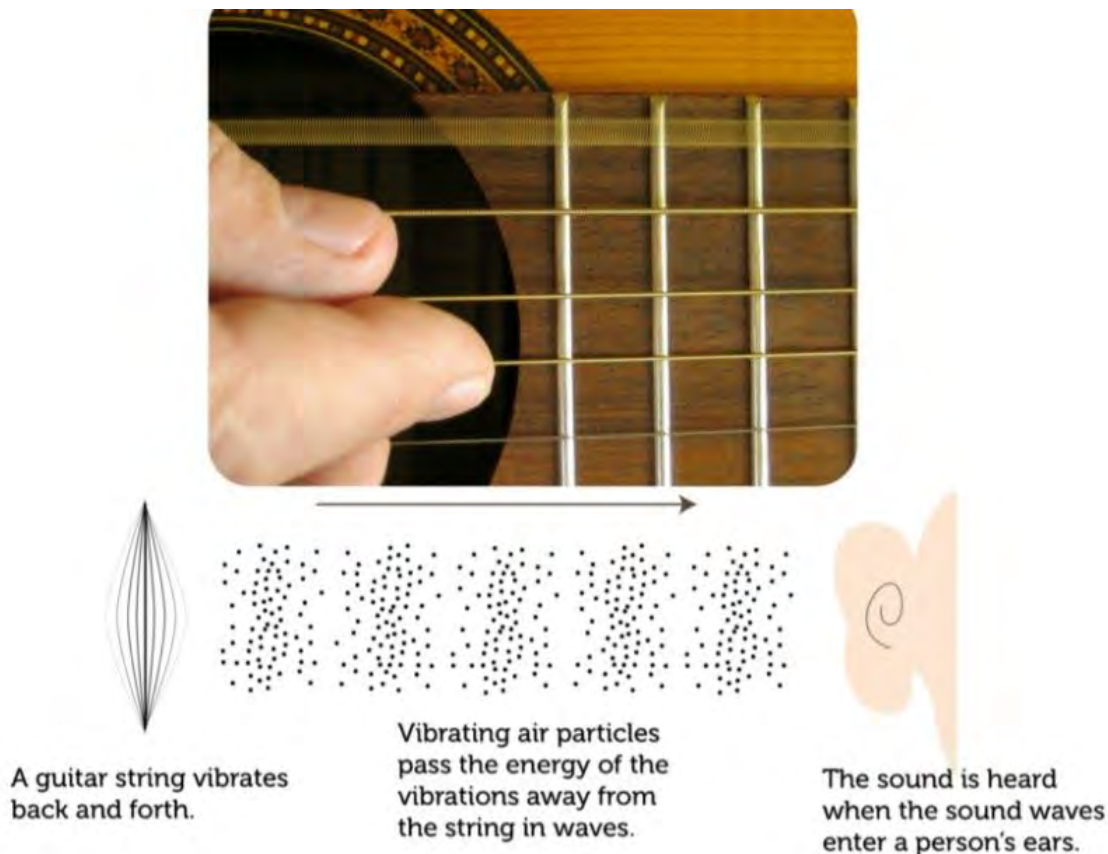 A guitar string vibrates
back and forth.
Vibrating air particles
pass the energy of the
vibrations away from
the string in waves.
The sound is heard
when the sound waves
enter a person's ears.